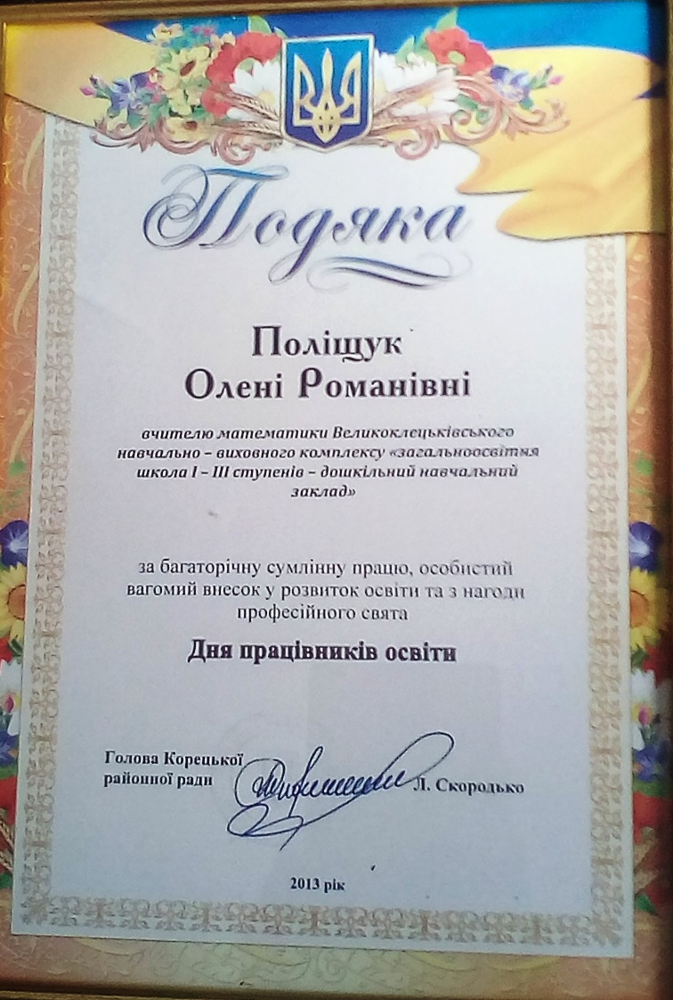 Подяка
Поліщук
Олені Романівні
вчителю математики Великоклецьківського
навчально – виховного комплексу «загальноосвітня
школа І – ІІІ ступенів – дошкільний навчальний
заклад»
за багаторічну сумлінну працю, особистий
вагомий внесок у розвиток освіти та з нагоди
професійного свята
Дня працівників освіти
Голова Корецької
районної ради Л. Скородько
2013 рік